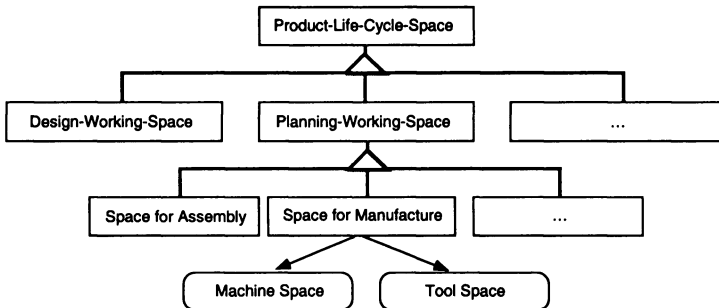 Product-Life-Cycle-Space
Design-Working-Space
Planning-Working-Space
...
Space for Assembly
Space for Manufacture
...
Machine Space
Tool Space